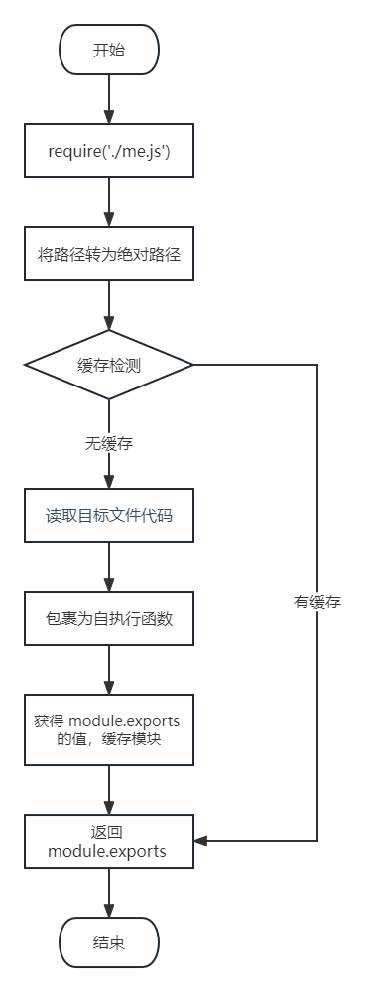 开始
require('./me.js')
将路径转为绝对路径
缓存检测
无缓存
读取目标文件代码
有缓存
包裹为自执行函数
获得 module.exports
的值，缓存模块
返回
module.exports
结束